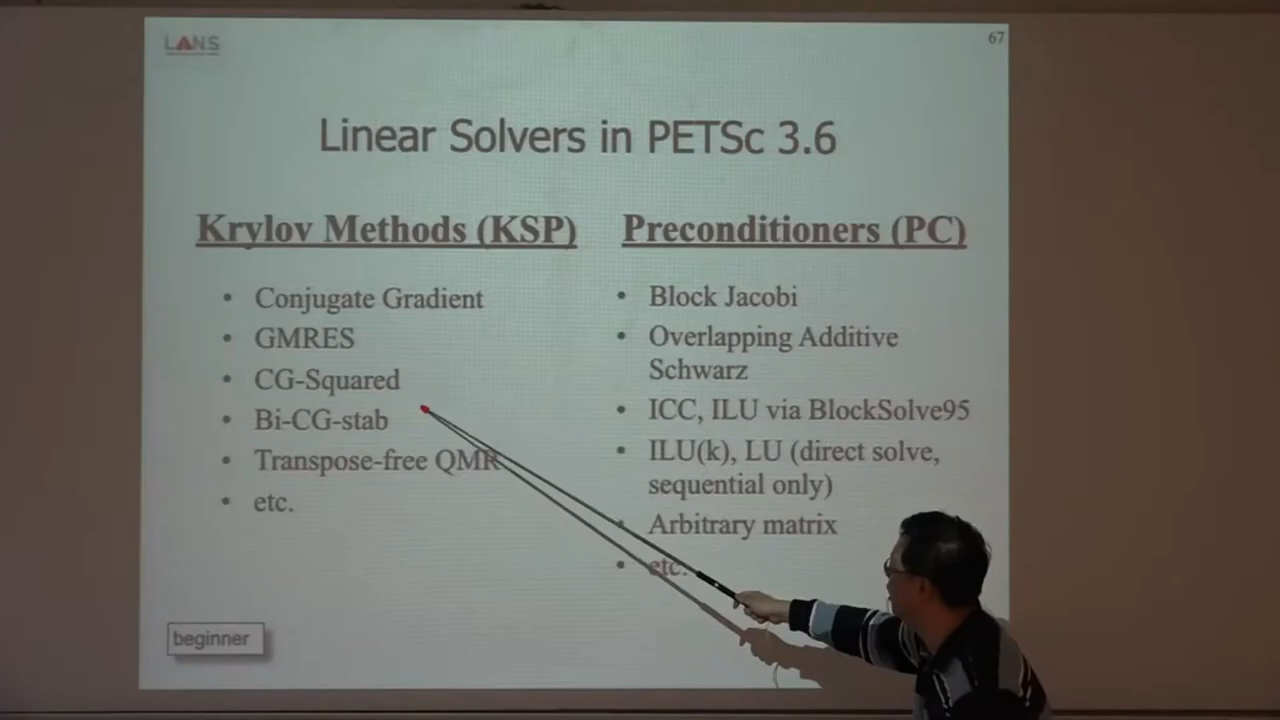 LANS
67
Linear Solvers in PETSc 3.6
Krylov Methods (KSP)
• Conjugate Gradient
• GMRES
• CG-Squared
• Bi-CG-stab
• Transpose-free QMR
• etc.
Preconditioners (PC)
• Block Jacobi
• Overlapping Additive
Schwarz
• ICC, ILU via BlockSolve95
• ILU(k), LU (direct solve,
sequential only)
• Arbitrary matrix
• etc.
beginner